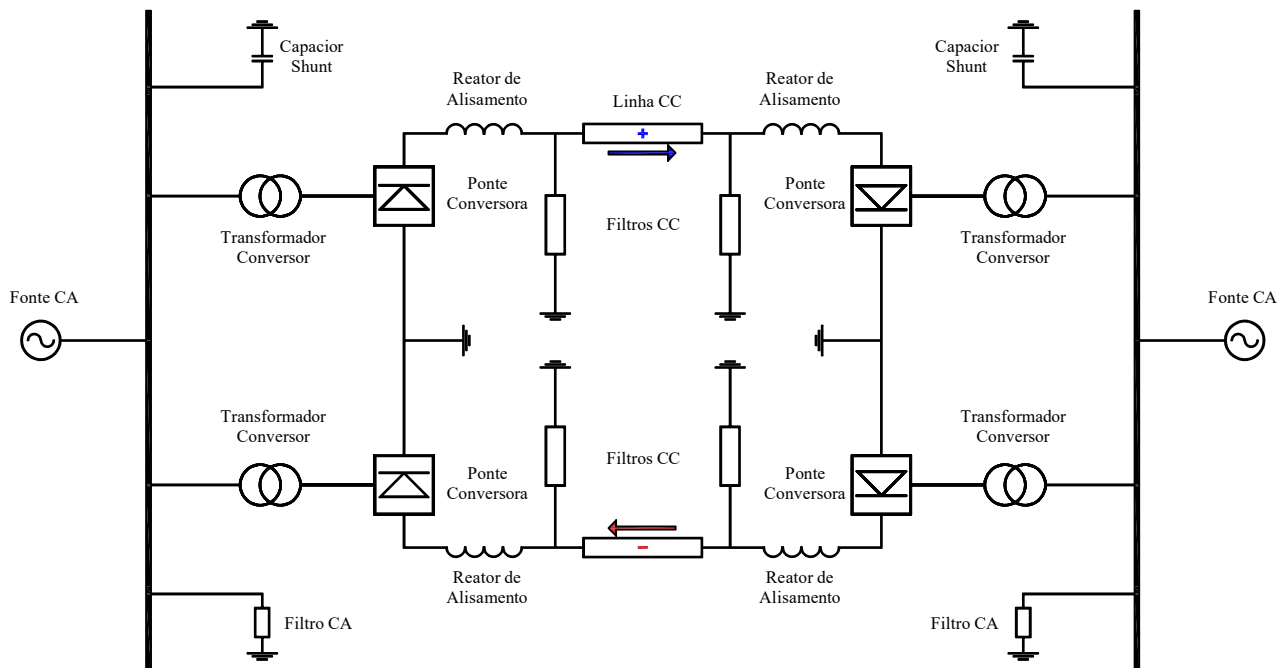 Capacior
Shunt
Capacior
Shunt
Reator de
Alisamento
Linha CC
Reator de
Alisamento
+
Ponte
Conversora
Filtros CC
Ponte
Conversora
Transformador
Conversor
Transformador
Conversor
Fonte CA
Fonte CA
Transformador
Conversor
Transformador
Conversor
Ponte
Conversora
Filtros CC
Ponte
Conversora
-
Reator de
Alisamento
Reator de
Alisamento
Filtro CA
Filtro CA